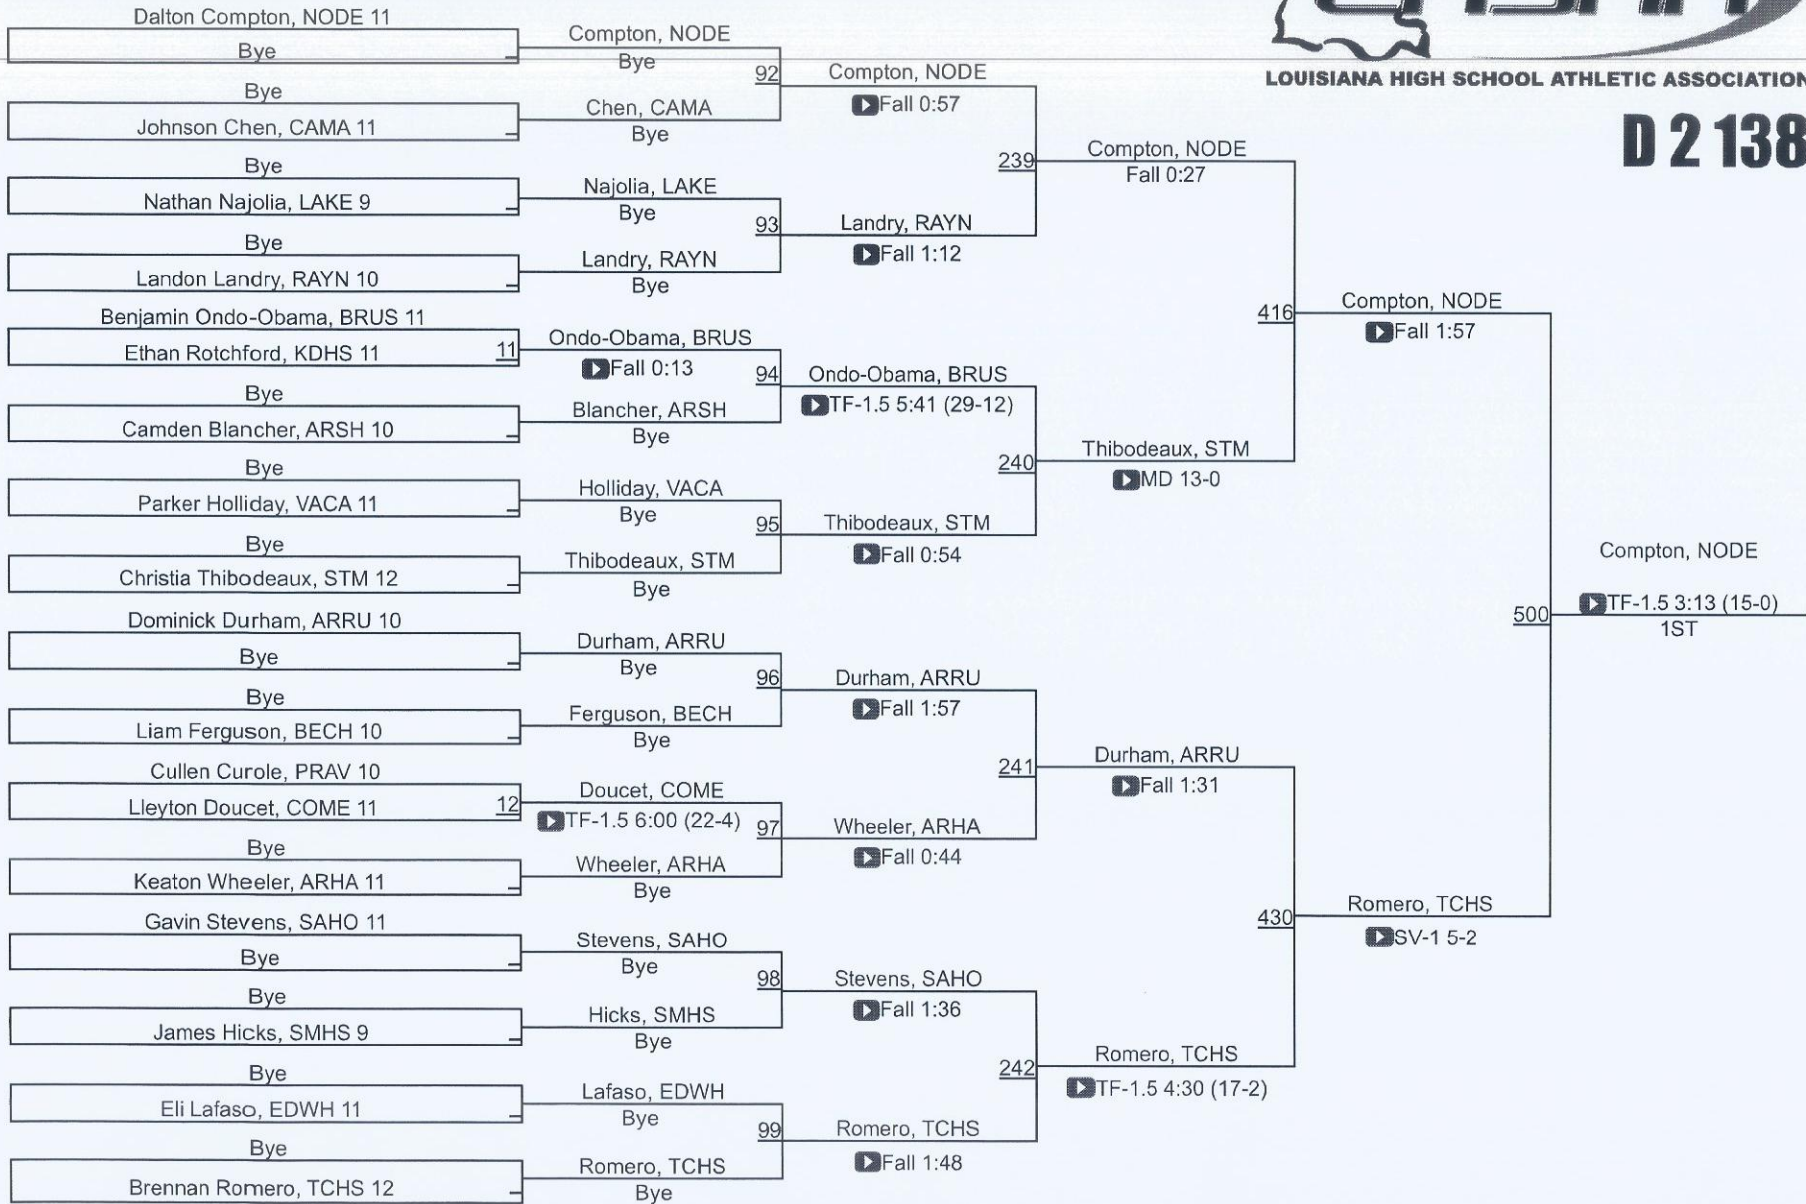 LHSAA
LOUISIANA HIGH SCHOOL ATHLETIC ASSOCIATION
D 2 138
Dalton Compton, NODE 11
Bye
Bye
Johnson Chen, CAMA 11
Bye
Nathan Najolia, LAKE 9
Bye
Landon Landry, RAYN 10
Benjamin Ondo-Obama, BRUS 11
Ethan Rotchford, KDHS 11
11
Bye
Camden Blancher, ARSH 10
Bye
Parker Holliday, VACA 11
Bye
Christia Thibodeaux, STM 12
Dominick Durham, ARRU 10
Bye
Bye
Liam Ferguson, BECH 10
Cullen Curole, PRAV 10
Lleyton Doucet, COME 11
12
Bye
Keaton Wheeler, ARHA 11
Gavin Stevens, SAHO 11
Bye
Bye
James Hicks, SMHS 9
Bye
Eli Lafaso, EDWH 11
Bye
Brennan Romero, TCHS 12
Compton, NODE
Bye
92
Chen, CAMA
Bye
Najolia, LAKE
Bye
93
Landry, RAYN
Bye
Ondo-Obama, BRUS
Fall 0:13
94
Blancher, ARSH
Bye
Holliday, VACA
Bye
95
Thibodeaux, STM
Bye
Durham, ARRU
Bye
96
Ferguson, BECH
Bye
Doucet, COME
TF-1.5 6:00 (22-4)
97
Wheeler, ARHA
Bye
Stevens, SAHO
Bye
98
Hicks, SMHS
Bye
Lafaso, EDWH
Bye
99
Romero, TCHS
Bye
Compton, NODE
Fall 0:57
239
Landry, RAYN
Fall 1:12
Ondo-Obama, BRUS
TF-1.5 5:41 (29-12)
240
Thibodeaux, STM
Fall 0:54
Durham, ARRU
Fall 1:57
241
Wheeler, ARHA
Fall 0:44
Stevens, SAHO
Fall 1:36
242
Romero, TCHS
Fall 1:48
Compton, NODE
Fall 0:27
416
Thibodeaux, STM
MD 13-0
Durham, ARRU
Fall 1:31
430
Romero, TCHS
TF-1.5 4:30 (17-2)
Compton, NODE
Fall 1:57
500
Romero, TCHS
SV-1 5-2
Compton, NODE
TF-1.5 3:13 (15-0)
1ST